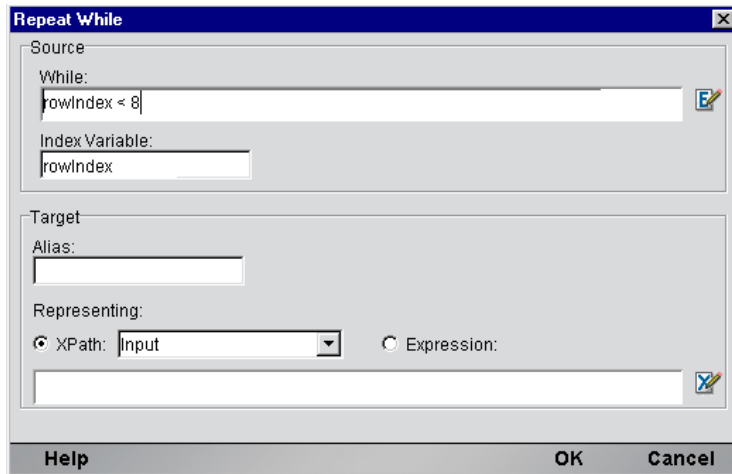 Repeat While
Source
While:
rowIndex < 8
Index Variable:
rowIndex
Target
Alias:
Representing:
XPath: Input Expression:
Help OK Cancel